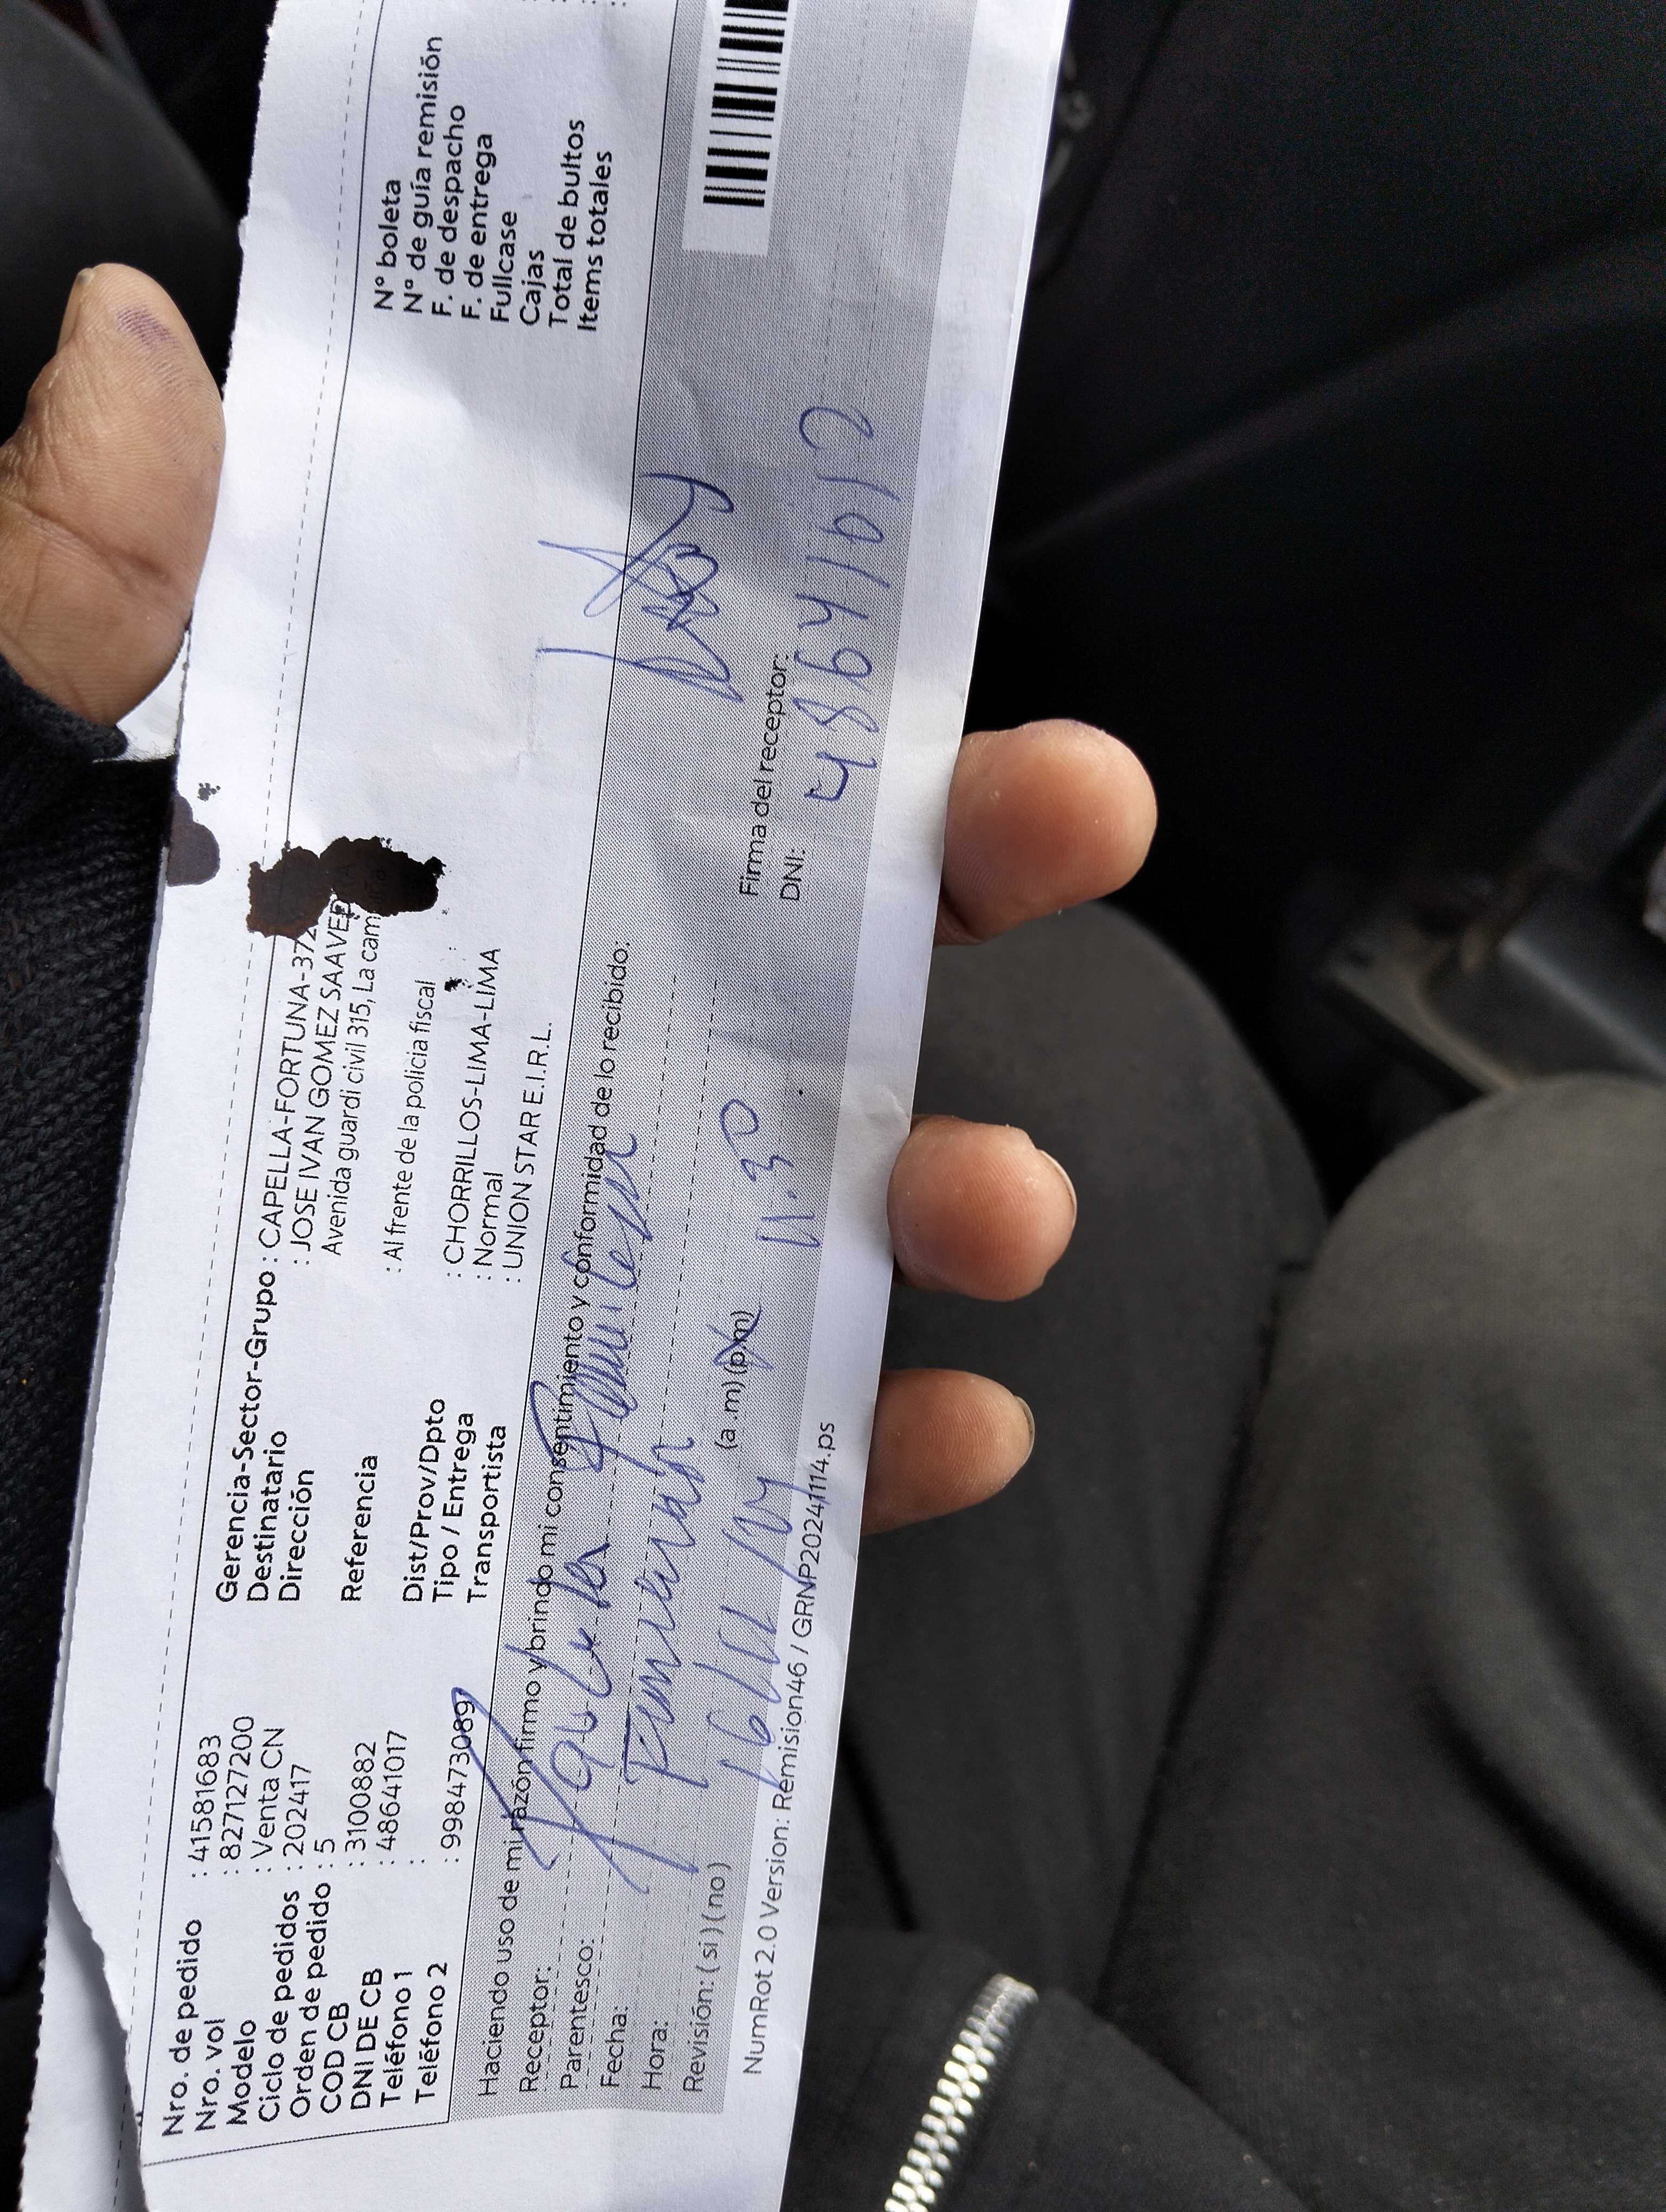 Nro. de pedido : 41581683
Nro. vol : 827127200
Modelo : Venta CN
Ciclo de pedidos : 202417
Orden de pedido : 5
COD CB : 3100882
DNI DE CB : 48641017
Teléfono 1 :
Teléfono 2 : 998473089
Gerencia-Sector-Grupo : CAPELLA-FORTUNA-372
Destinatario : JOSE IVAN GOMEZ SAAVED
Dirección Avenida guardi civil 315, La cam
Referencia : Al frente de la policia fiscal
Dist/Prov/Dpto : CHORRILLOS-LIMA-LIMA
Tipo / Entrega : Normal
Transportista : UNION STAR E.I.R.L.
N° boleta :
N° de guía remisión :
F. de despacho
F. de entrega
Fullcase
Cajas
Total de bultos
Items totales
Haciendo uso de mi razón firmo y brindo mi consentimiento y conformidad de lo recibido:
Receptor:
Parentesco:
Fecha: 16/11/24
Hora: (a.m) (p.m) 11.30
Revisión: ( si ) ( no )
Firma del receptor:
DNI:
NumRot 2.0 Version: Remision46 / GRNP20241114.ps